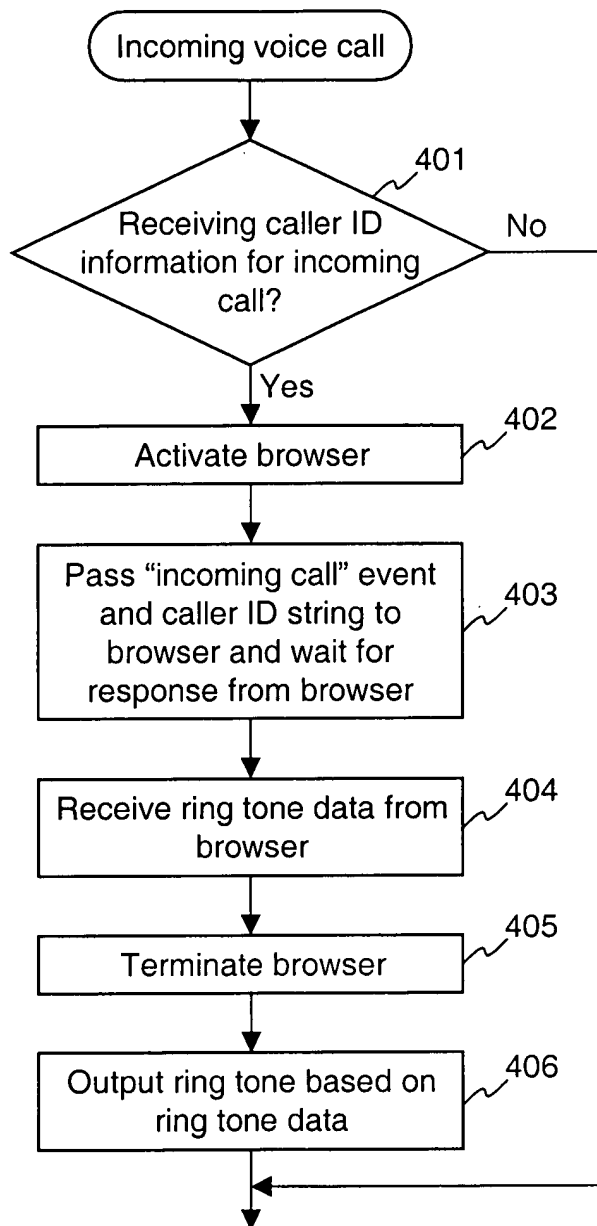 Incoming voice call
401
Receiving caller ID
information for incoming
call?
No
Yes
402
Activate browser
Pass “incoming call” event
and caller ID string to
browser and wait for
response from browser
403
Receive ring tone data from
browser
404
405
Terminate browser
Output ring tone based on
ring tone data
406